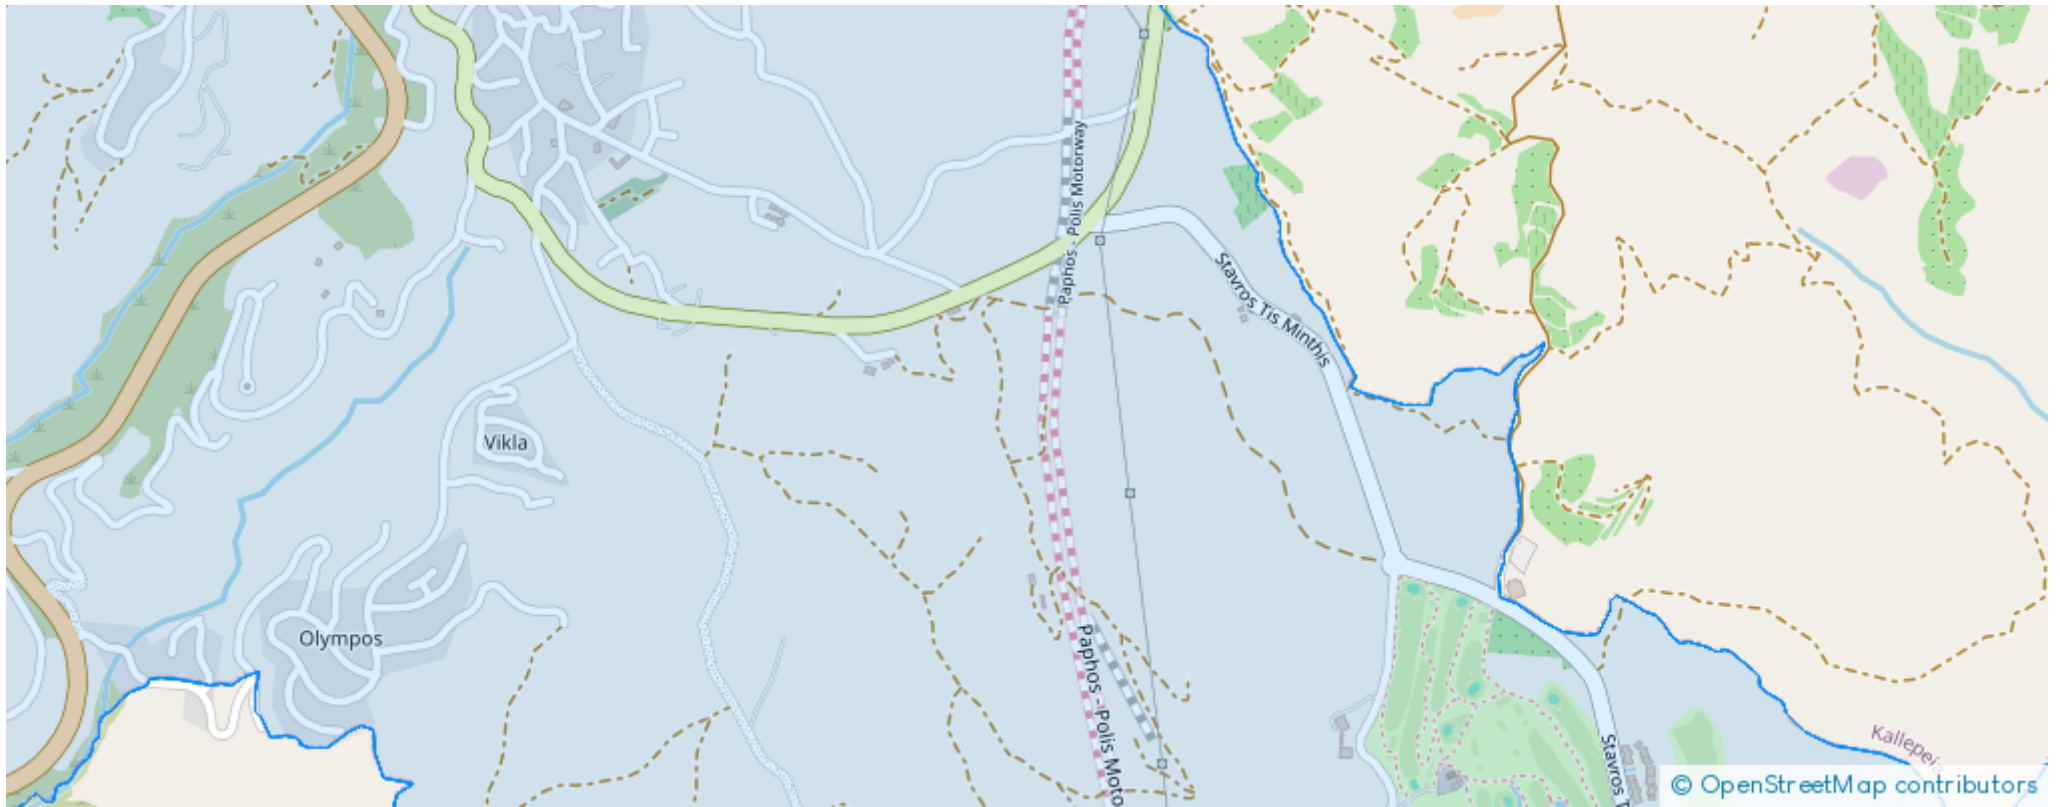 Paphos - Polis Motorway
Stavros Tis Minthis
Vikla
Olympos
Paphos - Polis Moto
Stavros T
Kallepei
© OpenStreetMap contributors